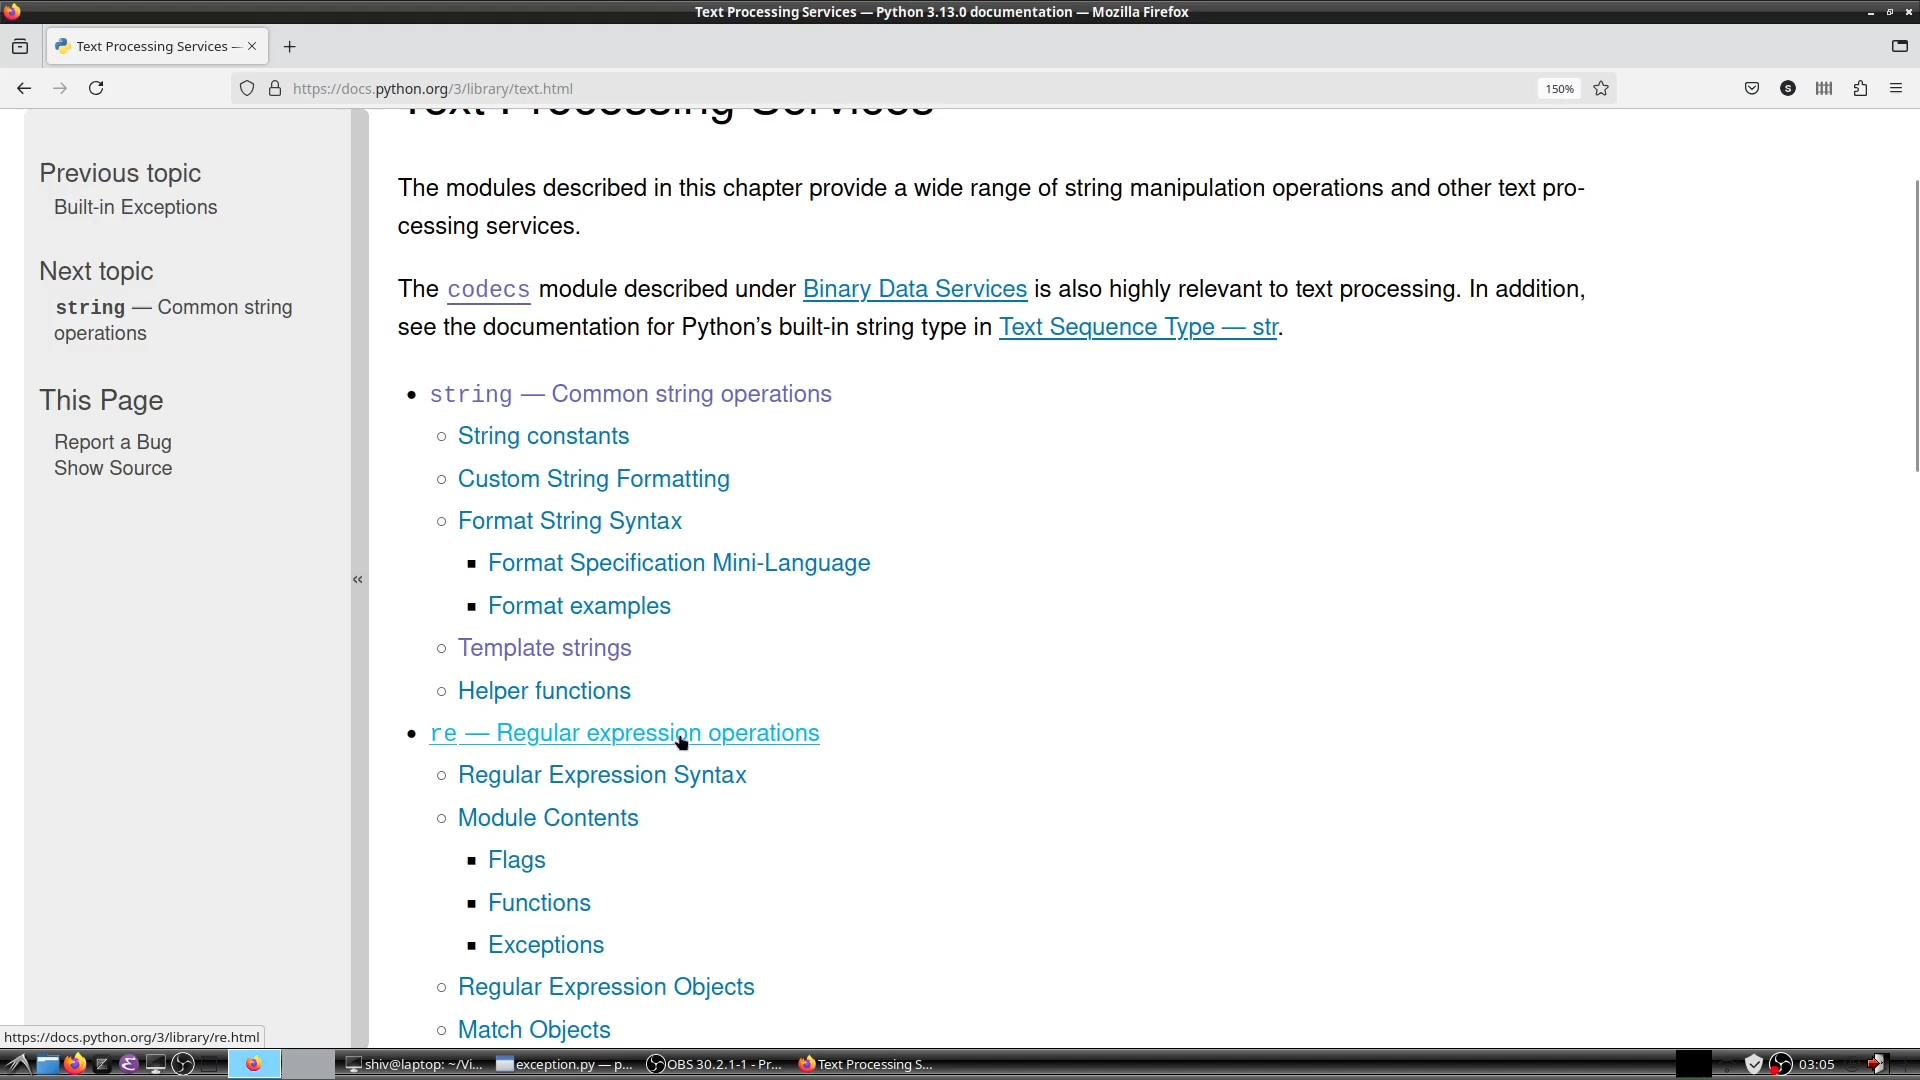 Text Processing Services — Python 3.13.0 documentation — Mozilla Firefox
Text Processing Services —
https://docs.python.org/3/library/text.html
150%
S
Text Processing Services
Previous topic
Built-in Exceptions
Next topic
string — Common string
operations
This Page
Report a Bug
Show Source
«
The modules described in this chapter provide a wide range of string manipulation operations and other text pro-
cessing services.
The codecs module described under Binary Data Services is also highly relevant to text processing. In addition,
see the documentation for Python’s built-in string type in Text Sequence Type — str.
string — Common string operations
String constants
Custom String Formatting
Format String Syntax
Format Specification Mini-Language
Format examples
Template strings
Helper functions
re — Regular expression operations
Regular Expression Syntax
Module Contents
Flags
Functions
Exceptions
Regular Expression Objects
Match Objects
https://docs.python.org/3/library/re.html
shiv@laptop: ~/Vi...
exception.py — p...
OBS 30.2.1-1 - Pr...
Text Processing S...
03:05